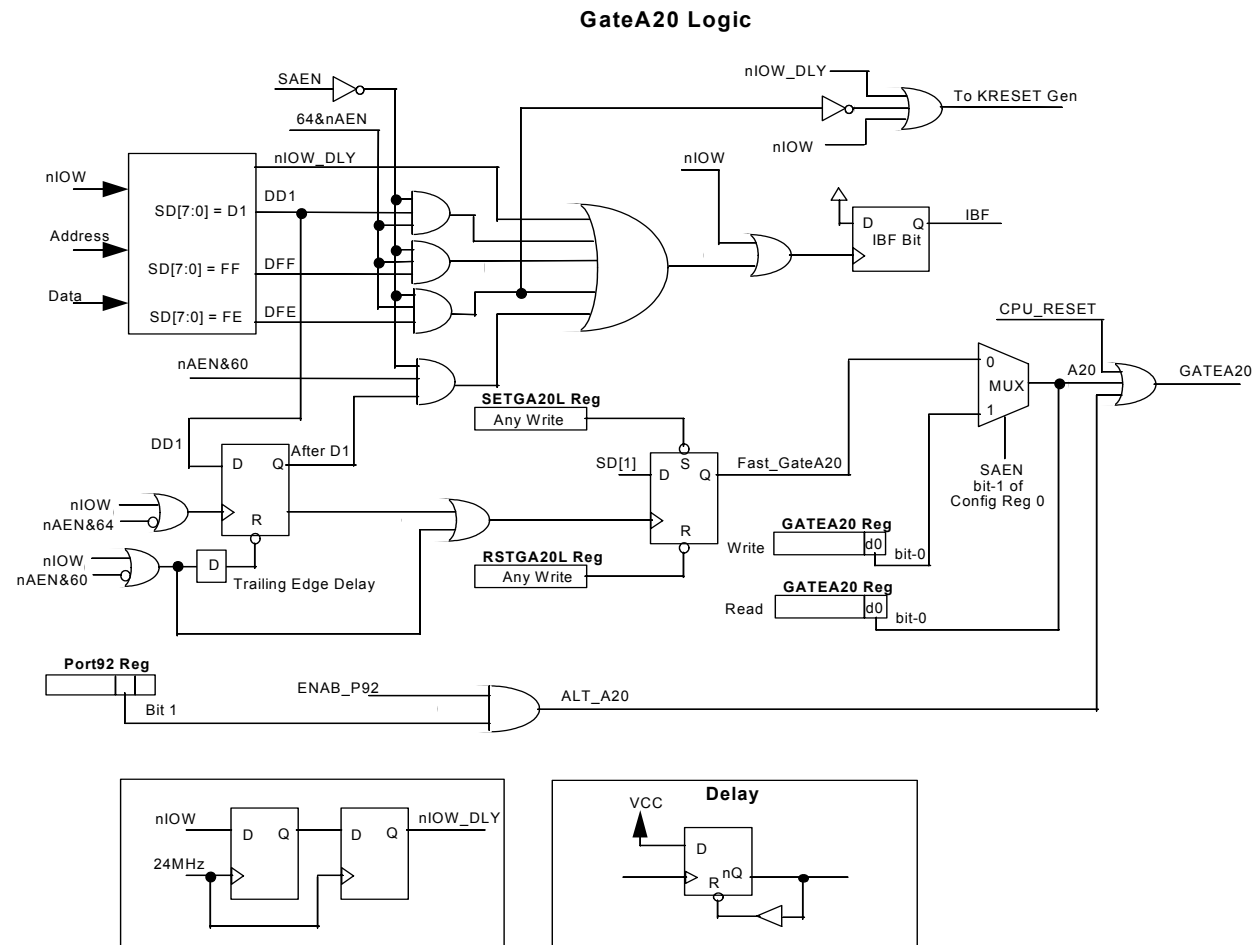 GateA20 Logic
SAEN
64&nAEN
nIOW_DLY
nIOW
DD1
SD[7:0] = D1
Address
SD[7:0] = FF
DFF
Data
SD[7:0] = FE
DFE
nAEN&60
nIOW_DLY
To KRESET Gen
nIOW
nIOW
D Q
IBF Bit
IBF
CPU_RESET
0
MUX
1
A20
GATEA20
SAEN
bit-1 of
Config Reg 0
SETGA20L Reg
Any Write
DD1
D Q
R
After D1
nIOW
nAEN&64
nIOW
nAEN&60
D
Trailing Edge Delay
SD[1]
S
D Q
R
Fast_GateA20
RSTGA20L Reg
Any Write
GATEA20 Reg
Write
d0
bit-0
GATEA20 Reg
Read
d0
bit-0
Port92 Reg
Bit 1
ENAB_P92
ALT_A20
nIOW
D Q
D Q
nIOW_DLY
24MHz
Delay
VCC
D
R nQ